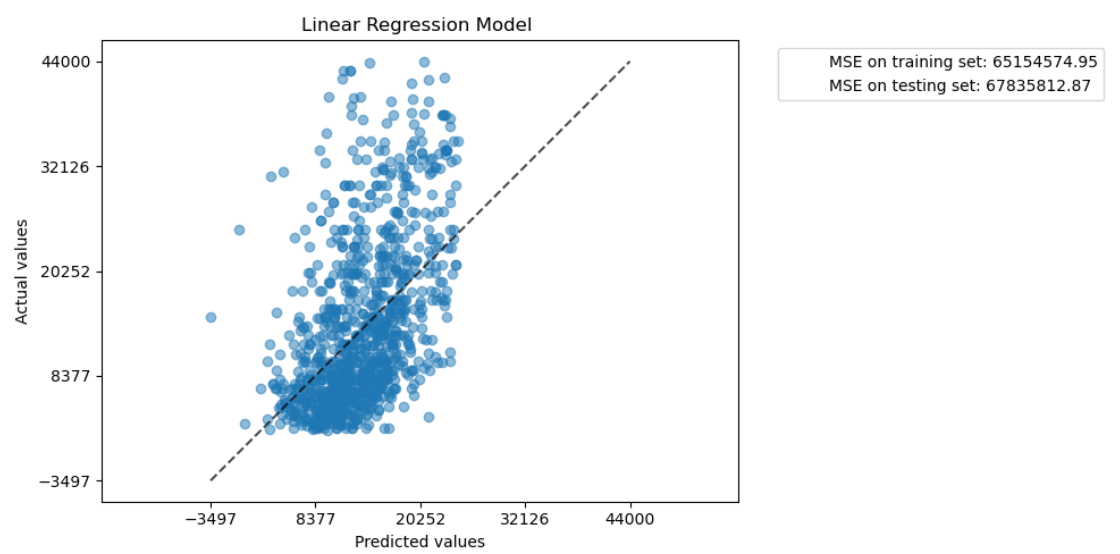 Linear Regression Model
MSE on training set: 65154574.95
MSE on testing set: 67835812.87
Actual values
44000
32126
20252
8377
−3497
−3497 8377 20252 32126 44000
Predicted values